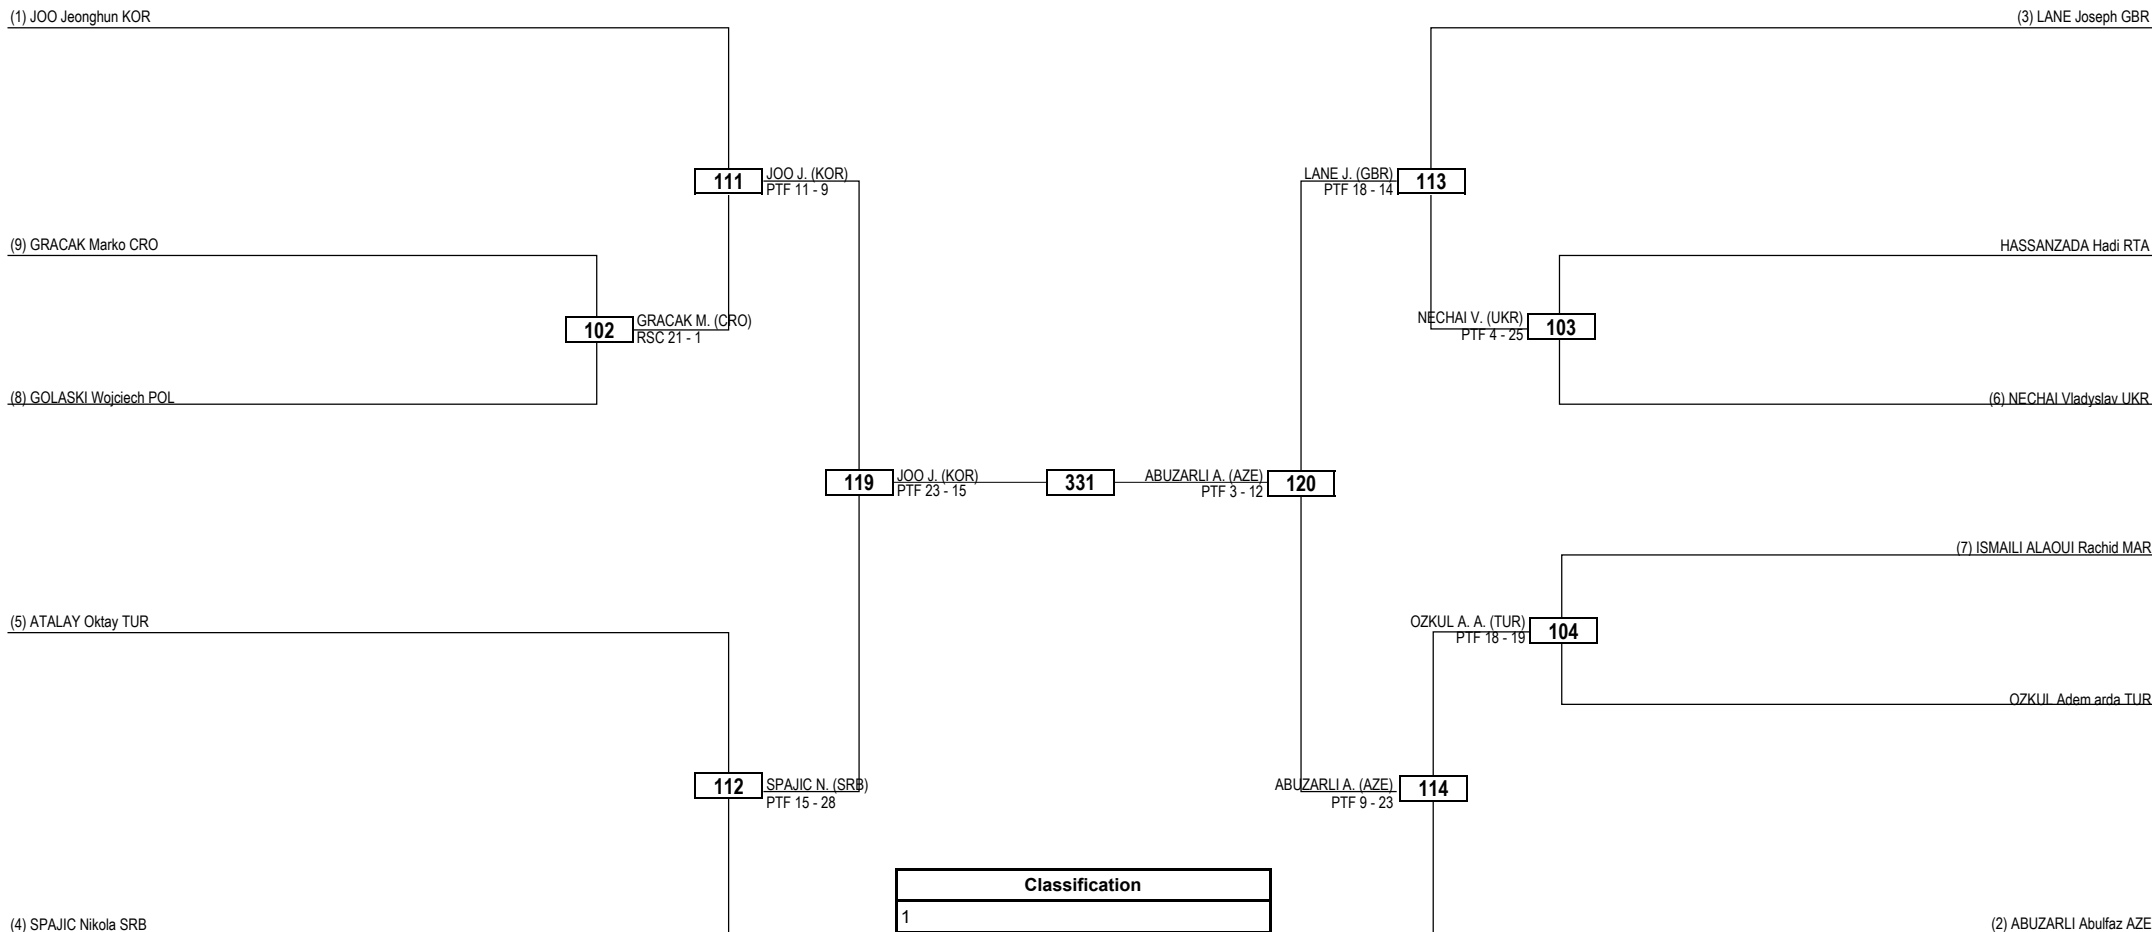 (1) JOO Jeonghun KOR
(3) LANE Joseph GBR
111
JOO J. (KOR)
PTF 11 - 9
LANE J. (GBR)
PTF 18 - 14
113
(9) GRACAK Marko CRO
HASSANZADA Hadi RTA
102
GRACAK M. (CRO)
RSC 21 - 1
NECHAI V. (UKR)
PTF 4 - 25
103
(8) GOLASKI Wojciech POL
(6) NECHAI Vladyslav UKR
119
JOO J. (KOR)
PTF 23 - 15
331
ABUZARLI A. (AZE)
PTF 3 - 12
120
(7) ISMAILI ALAOUI Rachid MAR
(5) ATALAY Oktay TUR
OZKUL A. A. (TUR)
PTF 18 - 19
104
OZKUL Adem arda TUR
112
SPAJIC N. (SRB)
PTF 15 - 28
ABUZARLI A. (AZE)
PTF 9 - 23
114
Classification
1
(4) SPAJIC Nikola SRB
(2) ABUZARLI Abulfaz AZE